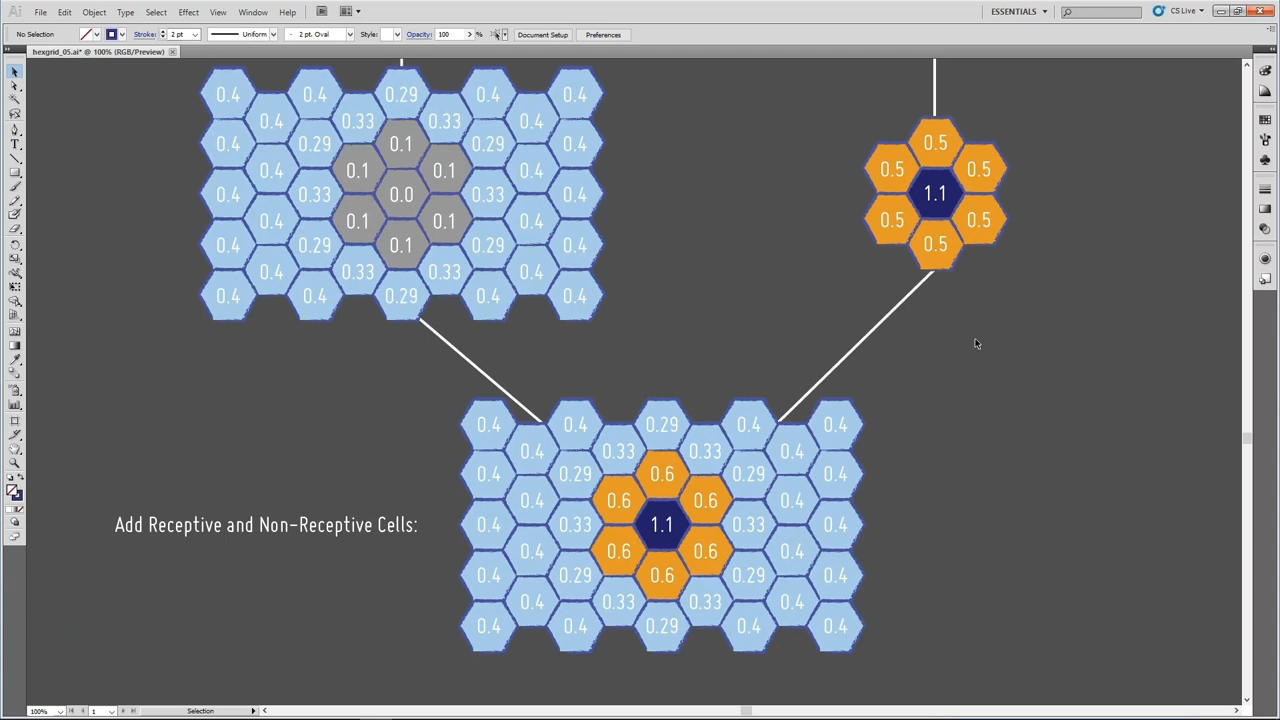 Ai File Edit Object Type Select Effect View Window Help Br ESSENTIALS CS Live
No Selection Stroke: 2 pt Uniform 2 pt. Oval Style: Opacity: 100 % Document Setup Preferences
hexgrid_05.ai* @ 100% (RGB/Preview)
0.4 0.4 0.29 0.4 0.4
0.4 0.33 0.33 0.4
0.4 0.29 0.1 0.29 0.4
0.4 0.1 0.1 0.4
0.4 0.33 0.0 0.33 0.4
0.4 0.1 0.1 0.4
0.4 0.29 0.1 0.29 0.4
0.4 0.33 0.33 0.4
0.4 0.4 0.29 0.4 0.4
0.5
0.5 0.5
1.1
0.5 0.5
0.5
0.4 0.4 0.29 0.4 0.4
0.4 0.33 0.33 0.4
0.4 0.29 0.6 0.29 0.4
0.4 0.6 0.6 0.4
Add Receptive and Non-Receptive Cells:
0.4 0.33 1.1 0.33 0.4
0.4 0.6 0.6 0.4
0.4 0.29 0.6 0.29 0.4
0.4 0.33 0.33 0.4
0.4 0.4 0.29 0.4 0.4
100% 1 Selection